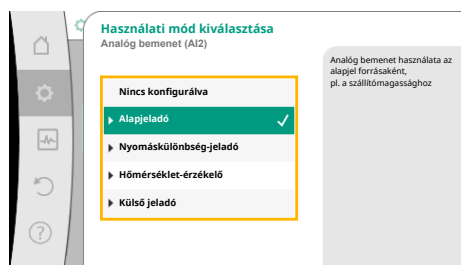 Használati mód kiválasztása
Analóg bemenet (AI2)
Nincs konfigurálva
Alapjeladó
Nyomáskülönbség-jeladó
Hőmérséklet-érzékelő
Külső jeladó
Analóg bemenet használata az
alapjel forrásaként,
pl. a szállítómagassághoz